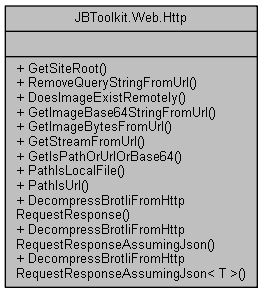 JBToolkit.Web.Http
+ GetSiteRoot()
+ RemoveQueryStringFromUrl()
+ DoesImageExistRemotely()
+ GetImageBase64StringFromUrl()
+ GetImageBytesFromUrl()
+ GetStreamFromUrl()
+ GetIsPathOrUrlOrBase64()
+ PathIsLocalFile()
+ PathIsUrl()
+ DecompressBrotliFromHttp
RequestResponse()
+ DecompressBrotliFromHttp
RequestResponseAssumingJson()
+ DecompressBrotliFromHttp
RequestResponseAssumingJson< T >()